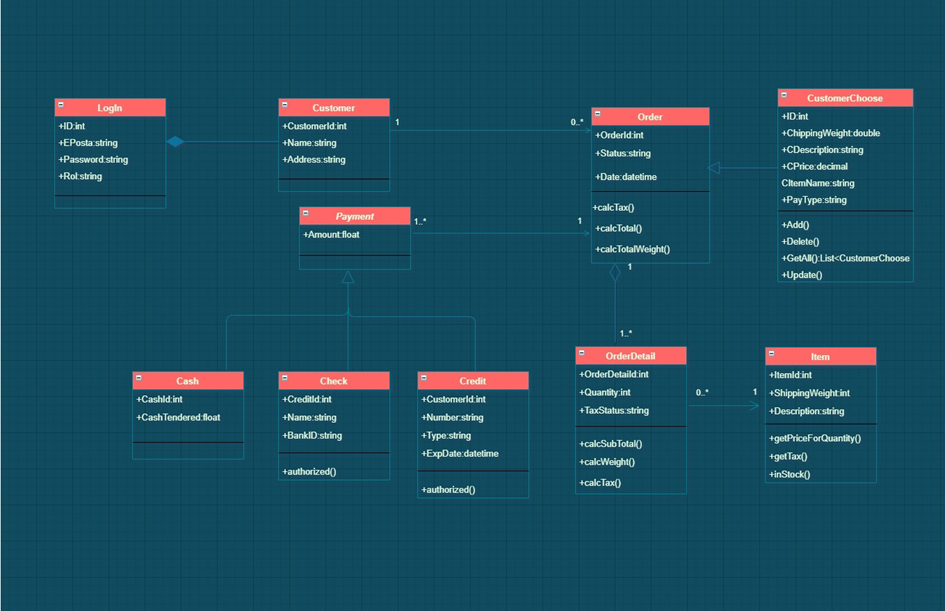 LogIn
+ID:int
+EPosta:string
+Password:string
+Rol:string
Customer
+CustomerId:int
+Name:string
+Address:string
1
0..*
Order
+OrderId:int
+Status:string
+Date:datetime
+calcTax()
+calcTotal()
+calcTotalWeight()
CustomerChoose
+ID:int
+ChippingWeight:double
+CDescription:string
+CPrice:decimal
CItemName:string
+PayType:string
+Add()
+Delete()
+GetAll():List<CustomerChoose
+Update()
Payment
+Amount:float
1..*
1
1
1..*
Cash
+CashId:int
+CashTendered:float
Check
+CreditId:int
+Name:string
+BankID:string
+authorized()
Credit
+CustomerId:int
+Number:string
+Type:string
+ExpDate:datetime
+authorized()
OrderDetail
+OrderDetailId:int
+Quantity:int
+TaxStatus:string
+calcSubTotal()
+calcWeight()
+calcTax()
0..*
1
Item
+ItemId:int
+ShippingWeight:int
+Description:string
+getPriceForQuantity()
+getTax()
+inStock()